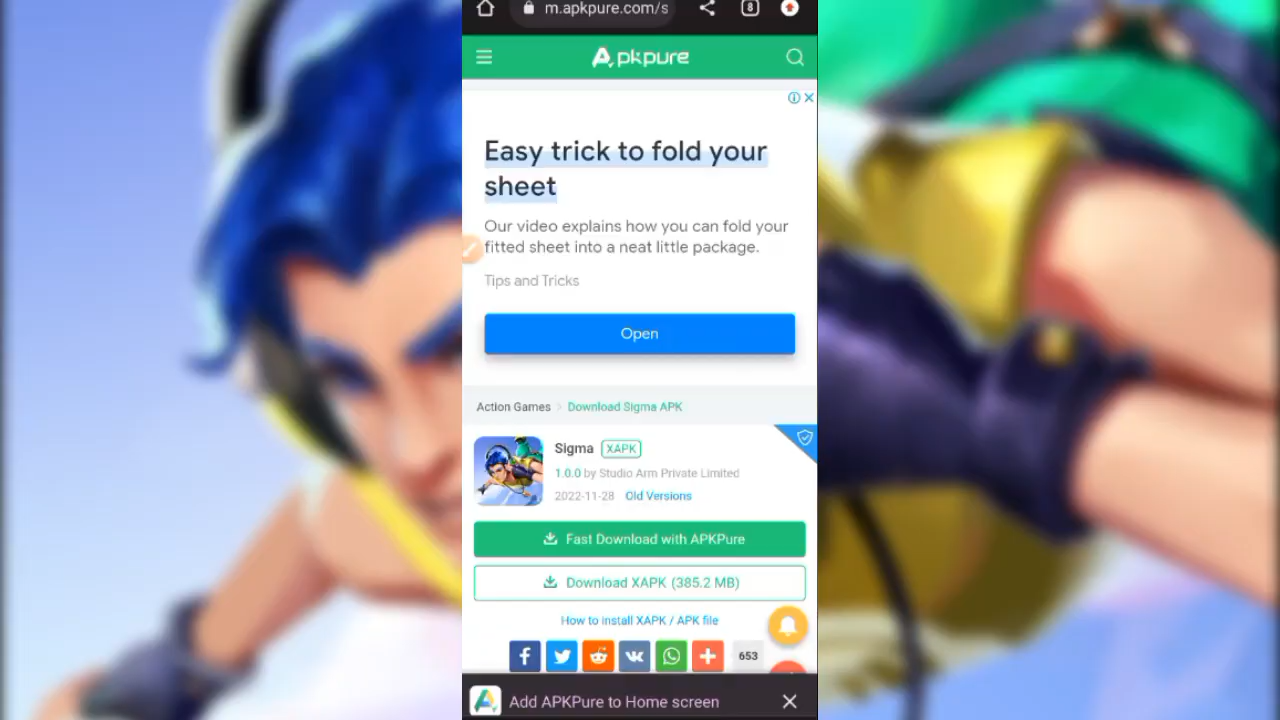 m.apkpure.com/s
8
Apkpure
Easy trick to fold your
sheet
Our video explains how you can fold your
fitted sheet into a neat little package.
Tips and Tricks
Open
Action Games > Download Sigma APK
Sigma XAPK
1.0.0 by Studio Arm Private Limited
2022-11-28 Old Versions
Fast Download with APKPure
Download XAPK (385.2 MB)
How to install XAPK / APK file
653
Add APKPure to Home screen